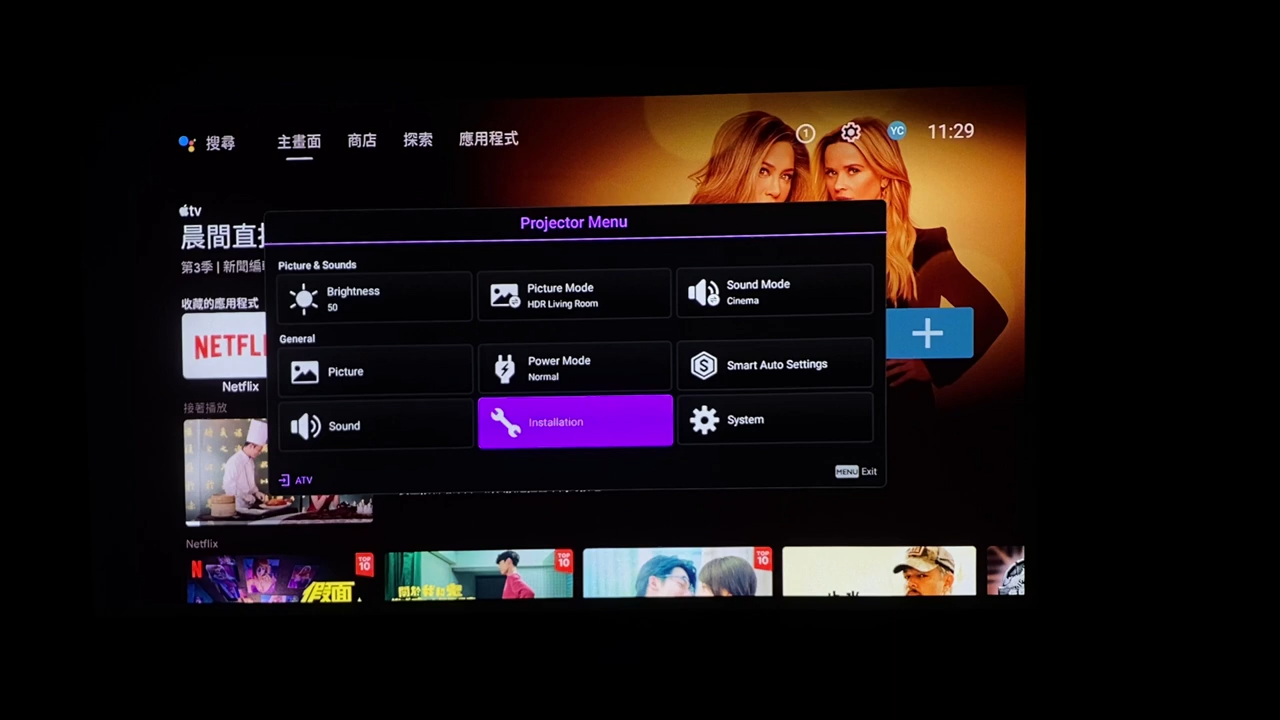 搜尋 主畫面 商店 探索 應用程式 1 YC 11:29
tv
晨間直
第3季 | 新聞編
Projector Menu
Picture & Sounds
Brightness
50
Picture Mode
HDR Living Room
Sound Mode
Cinema
收藏的應用程式
NETFL
Netflix
General
Picture
Power Mode
Normal
S
Smart Auto Settings
接著播放
Sound
Installation
System
ATV
MENU Exit
Netflix
N
TOP
10
假面
TOP
10
TOP
10